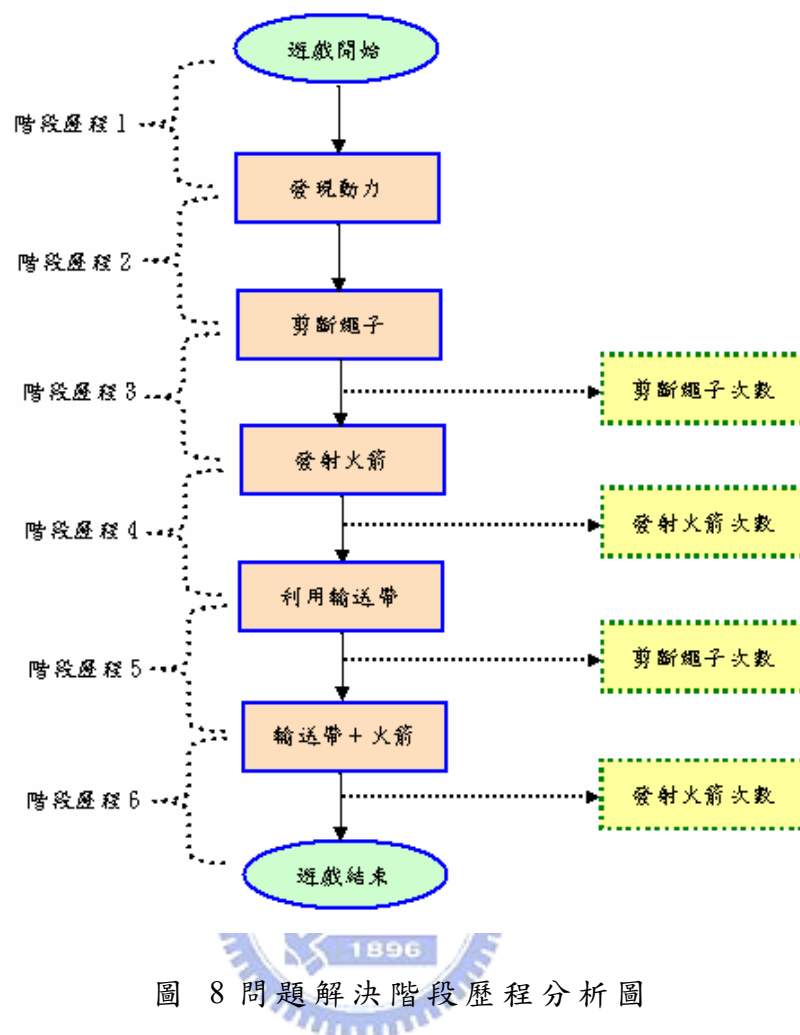 遊戲開始
階段歷程1
發現動力
階段歷程2
剪斷繩子
階段歷程3
剪斷繩子次數
發射火箭
階段歷程4
發射火箭次數
利用輸送帶
階段歷程5
剪斷繩子次數
輸送帶+火箭
階段歷程6
發射火箭次數
遊戲結束
1896
圖 8 問題解決階段歷程分析圖